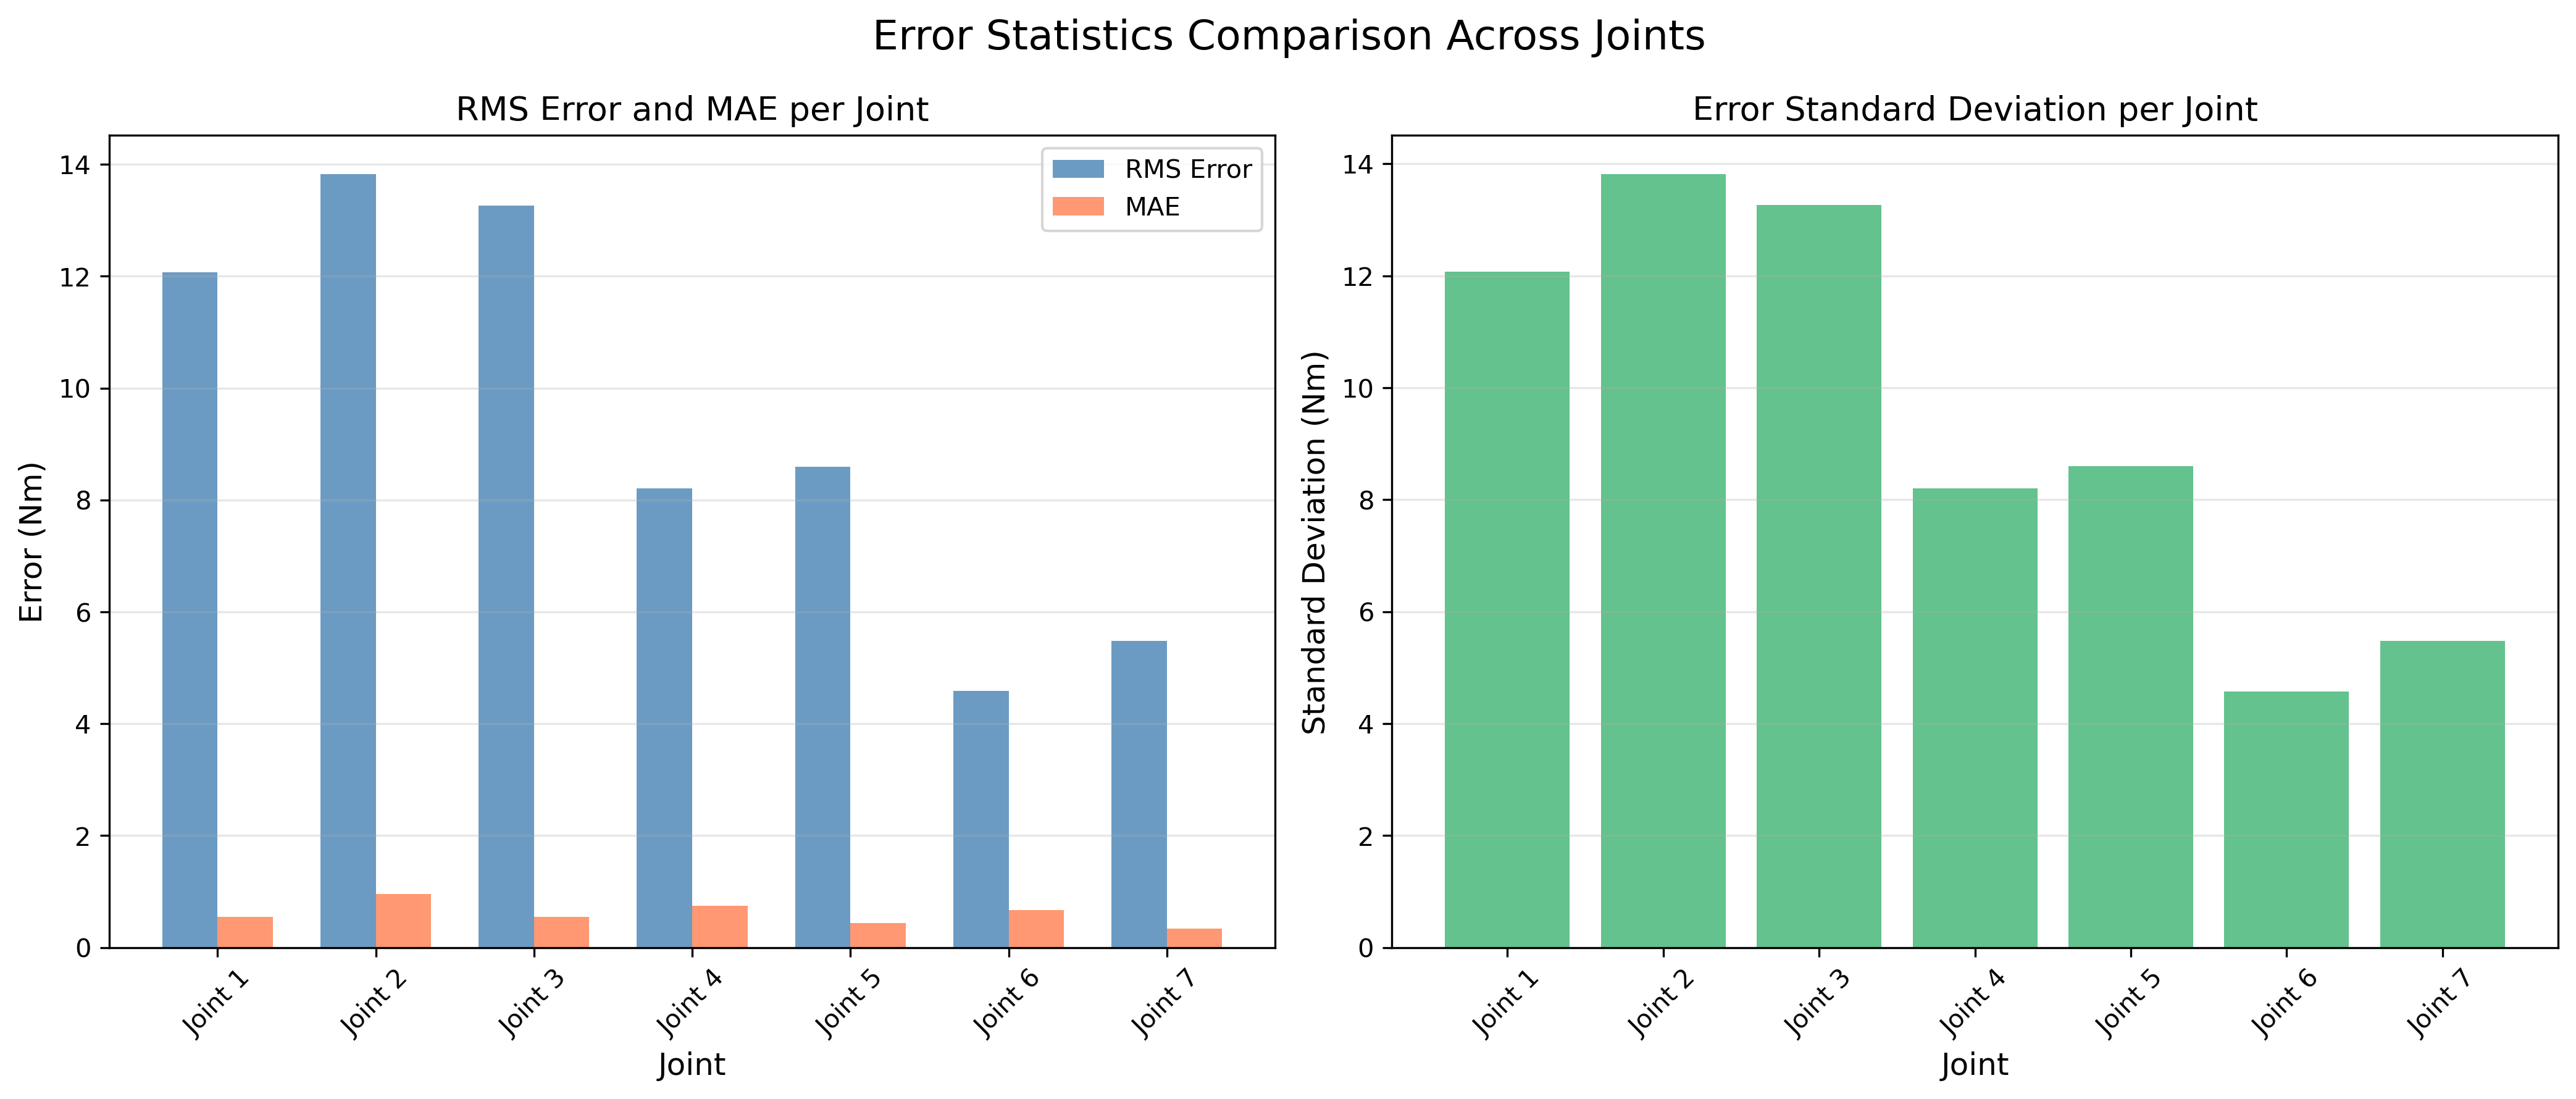 Error Statistics Comparison Across Joints
RMS Error and MAE per Joint
Error (Nm)
14
12
10
8
6
4
2
0
RMS Error
MAE
Joint 1
Joint 2
Joint 3
Joint 4
Joint 5
Joint 6
Joint 7
Joint
Error Standard Deviation per Joint
Standard Deviation (Nm)
14
12
10
8
6
4
2
0
Joint 1
Joint 2
Joint 3
Joint 4
Joint 5
Joint 6
Joint 7
Joint